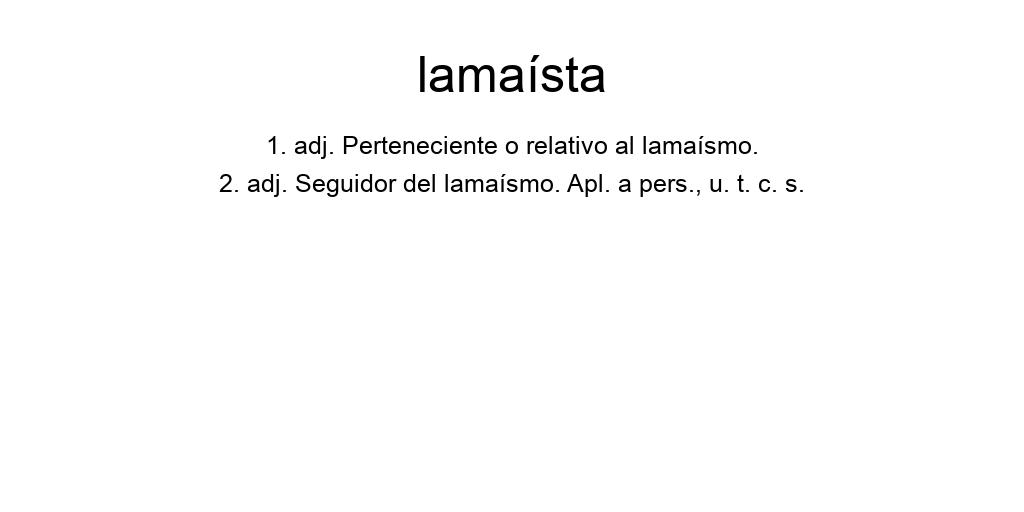 lamaísta
1. adj. Perteneciente o relativo al lamaísmo.
2. adj. Seguidor del lamaísmo. Apl. a pers., u. t. c. s.